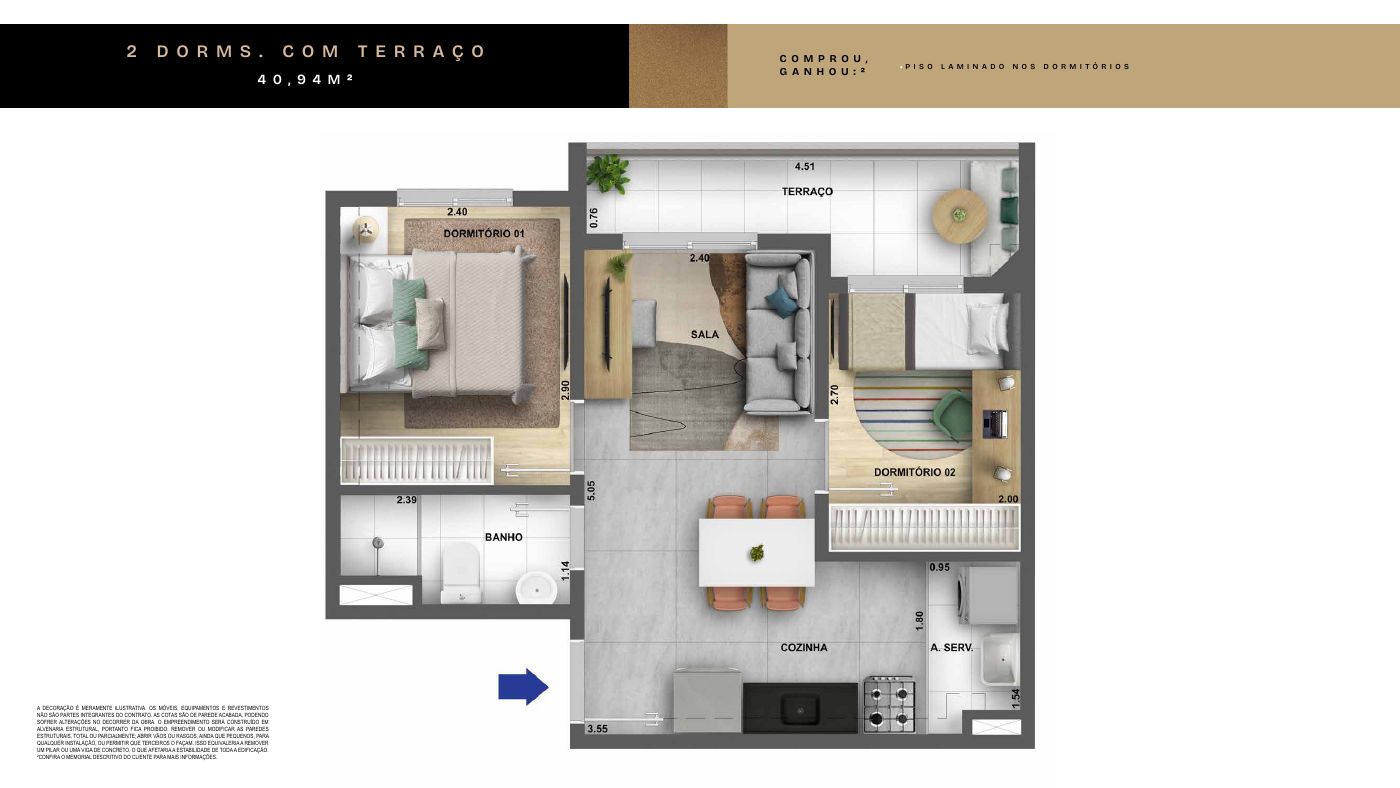 2 DORMS. COM TERRAÇO
40,94M²
COMPROU,
GANHOU:²
•PISO LAMINADO NOS DORMITÓRIOS
4.51
TERRAÇO
0.76
2.40
DORMITÓRIO 01
2.40
SALA
2.90
2.70
DORMITÓRIO 02
2.00
2.39
5.05
BANHO
1.14
0.95
1.80
COZINHA
A. SERV.
1.54
3.55
A DECORAÇÃO É MERAMENTE ILUSTRATIVA. OS MÓVEIS, EQUIPAMENTOS E REVESTIMENTOS
NÃO SÃO PARTES INTEGRANTES DO CONTRATO. AS COTAS SÃO DE PAREDE ACABADA, PODENDO
SOFRER ALTERAÇÕES NO DECORRER DA OBRA. O EMPREENDIMENTO SERÁ CONSTRUÍDO EM
ALVENARIA ESTRUTURAL, PORTANTO FICA PROIBIDO: REMOVER OU MODIFICAR AS PAREDES
ESTRUTURAIS, TOTAL OU PARCIALMENTE; ABRIR VÃOS OU RASGOS, AINDA QUE PEQUENOS, PARA
QUALQUER INSTALAÇÃO, OU PERMITIR QUE TERCEIROS O FAÇAM. ISSO EQUIVALERIA A REMOVER
UM PILAR OU UMA VIGA DE CONCRETO, O QUE AFETARIA A ESTABILIDADE DE TODA A EDIFICAÇÃO.
²CONFIRA O MEMORIAL DESCRITIVO DO CLIENTE PARA MAIS INFORMAÇÕES.